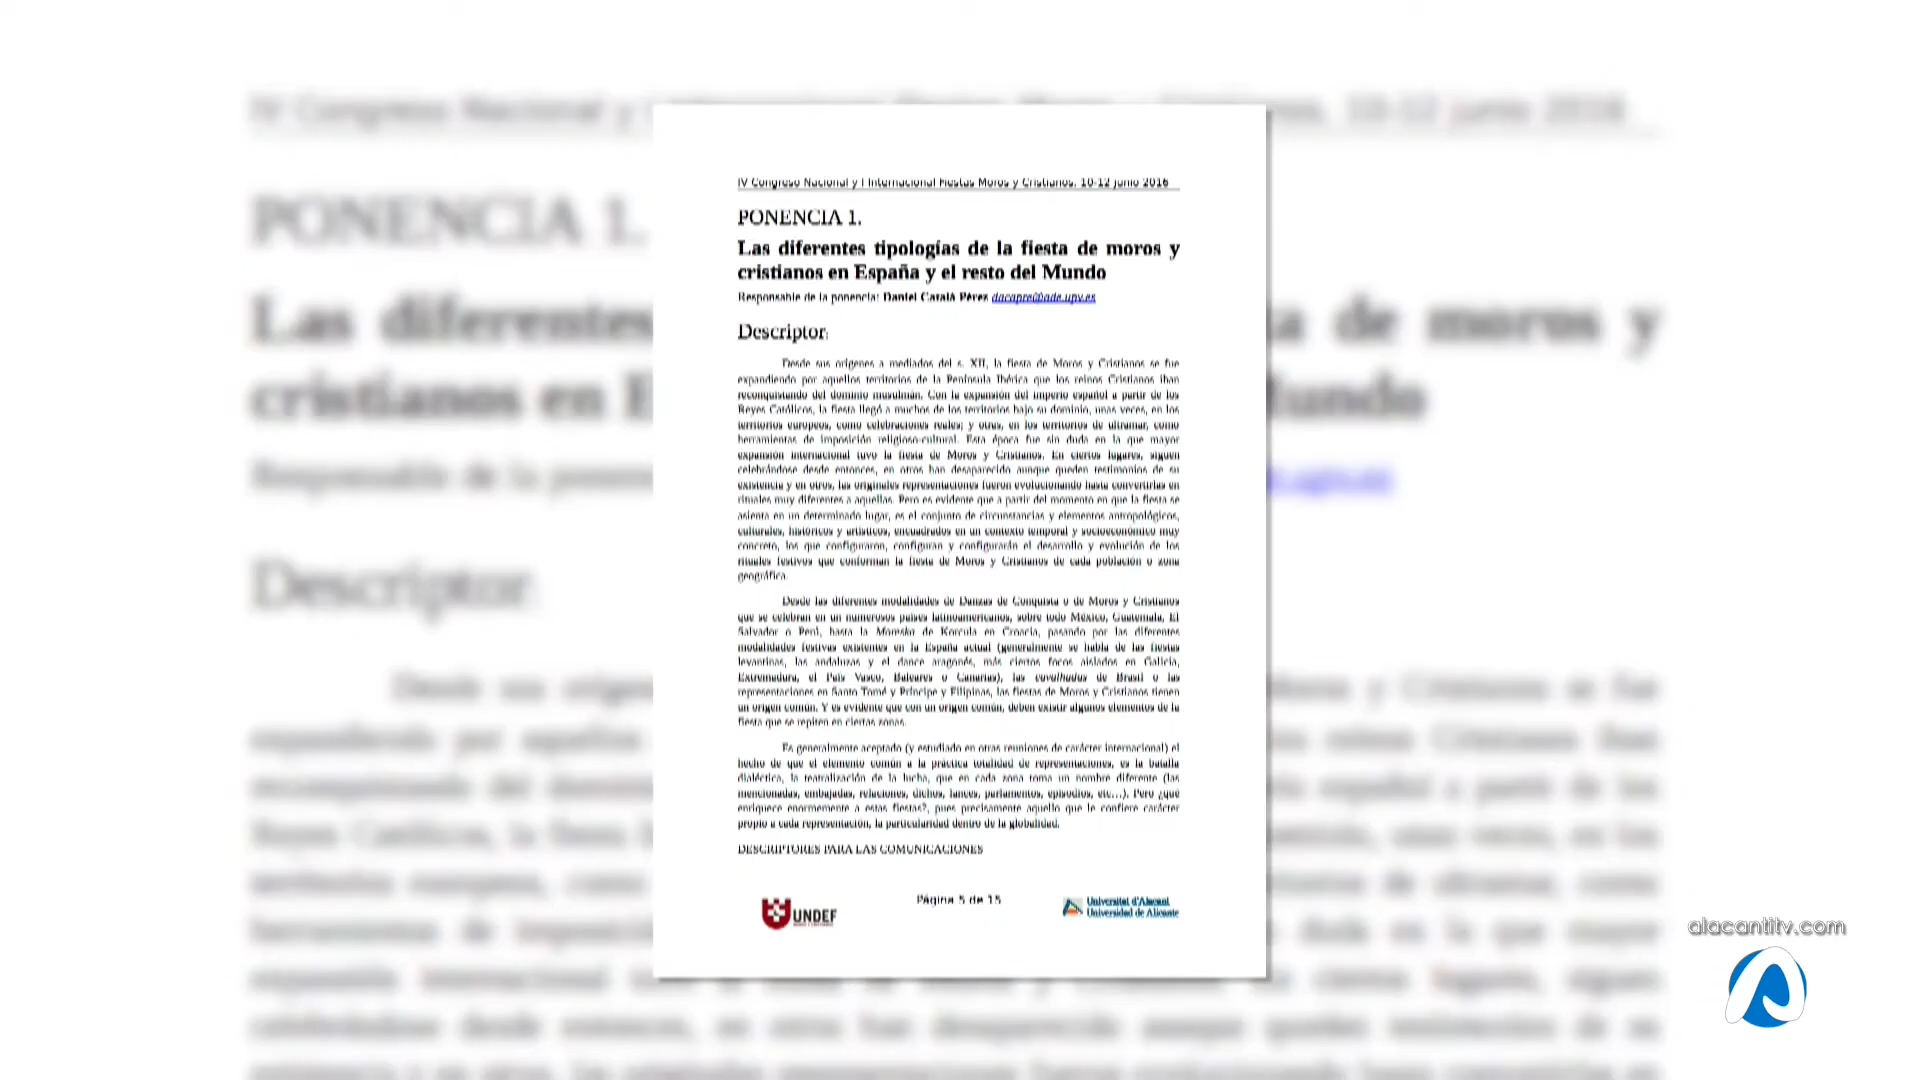 IV Congreso Nacional y I Internacional Fiestas Moros y Cristianos. 10-12 junio 2016
PONENCIA 1.
Las diferentes tipologías de la fiesta de moros y
cristianos en España y el resto del Mundo
Responsable de la ponencia: Daniel Catalá Pérez dacapre@ade.upv.es
Descriptor:
Desde sus orígenes a mediados del s. XII, la fiesta de Moros y Cristianos se fue
expandiendo por aquellos territorios de la Península Ibérica que los reinos Cristianos iban
reconquistando del dominio musulmán. Con la expansión del imperio español a partir de los
Reyes Católicos, la fiesta llegó a muchos de los territorios bajo su dominio, unas veces, en los
territorios europeos, como celebraciones reales; y otras, en los territorios de ultramar, como
herramientas de imposición religioso-cultural. Esta época fue sin duda en la que mayor
expansión internacional tuvo la fiesta de Moros y Cristianos. En ciertos lugares, siguen
celebrándose desde entonces, en otros han desaparecido aunque queden testimonios de su
existencia y en otros, las originales representaciones fueron evolucionando hasta convertirlas en
rituales muy diferentes a aquellas. Pero es evidente que a partir del momento en que la fiesta se
asienta en un determinado lugar, es el conjunto de circunstancias y elementos antropológicos,
culturales, históricos y artísticos, encuadrados en un contexto temporal y socioeconómico muy
concreto, los que configuraron, configuran y configurarán el desarrollo y evolución de los
rituales festivos que conforman la fiesta de Moros y Cristianos de cada población o zona
geográfica.
Desde las diferentes modalidades de Danzas de Conquista o de Moros y Cristianos
que se celebran en un numerosos países latinoamericanos, sobre todo México, Guatemala, El
Salvador o Perú, hasta la Moreska de Korcula en Croacia, pasando por las diferentes
modalidades festivas existentes en la España actual (generalmente se habla de las fiestas
levantinas, las andaluzas y el dance aragonés, más ciertos focos aislados en Galicia,
Extremadura, el País Vasco, Baleares o Canarias), las cavalhadas de Brasil o las
representaciones en Santo Tomé y Príncipe y Filipinas, las fiestas de Moros y Cristianos tienen
un origen común. Y es evidente que con un origen común, deben existir algunos elementos de la
fiesta que se repiten en ciertas zonas.
Es generalmente aceptado (y estudiado en otras reuniones de carácter internacional) el
hecho de que el elemento común a la práctica totalidad de representaciones, es la batalla
dialéctica, la teatralización de la lucha, que en cada zona toma un nombre diferente (las
mencionadas, embajadas, relaciones, dichos, lances, parlamentos, episodios, etc...). Pero ¿qué
enriquece enormemente a estas fiestas?, pues precisamente aquello que le confiere carácter
propio a cada representación, la particularidad dentro de la globalidad.
DESCRIPTORES PARA LAS COMUNICACIONES
UNDEF
Página 5 de 15
Universitat d'Alacant
Universidad de Alicante
alacantitv.com